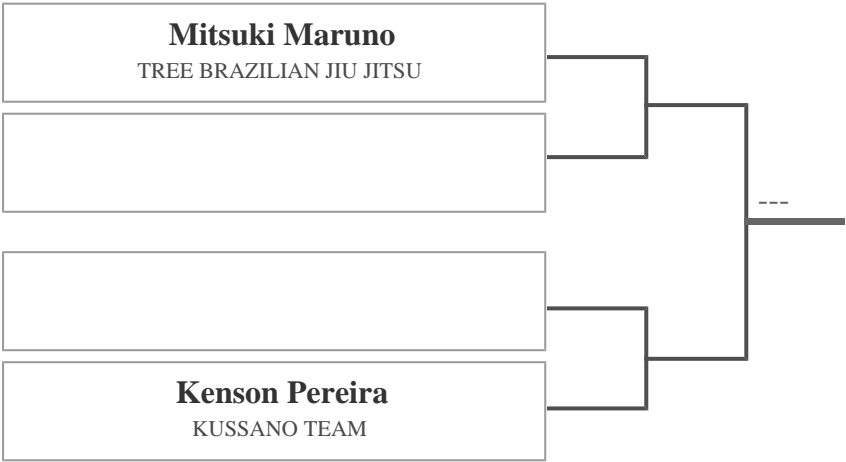 Mitsuki Maruno
TREE BRAZILIAN JIU JITSU
---
Kenson Pereira
KUSSANO TEAM